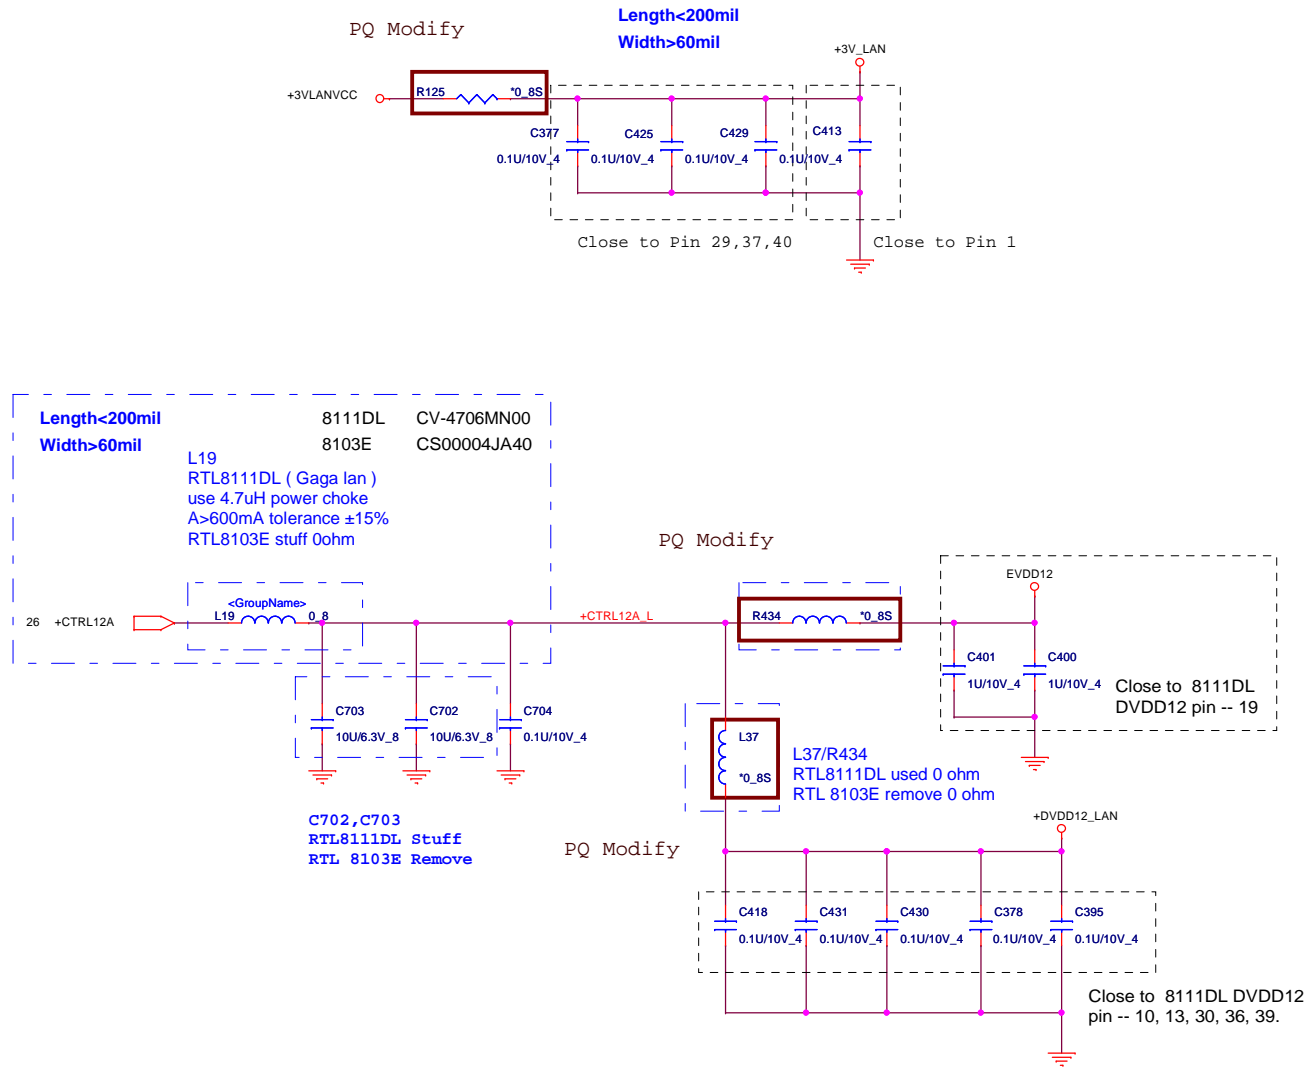 PQ Modify
Length<200mil
Width>60mil
+3V_LAN
+3VLANVCC
R125
*0_8S
C377
0.1U/10V_4
C425
0.1U/10V_4
C429
0.1U/10V_4
C413
0.1U/10V_4
Close to Pin 29,37,40
Close to Pin 1
Length<200mil
Width>60mil
8111DL CV-4706MN00
8103E CS00004JA40
L19
RTL8111DL ( Gaga lan )
use 4.7uH power choke
A>600mA tolerance ±15%
RTL8103E stuff 0ohm
PQ Modify
26 +CTRL12A
<GroupName>
L19
0_8
+CTRL12A_L
R434
*0_8S
EVDD12
C401
1U/10V_4
C400
1U/10V_4
Close to 8111DL
DVDD12 pin -- 19
C703
10U/6.3V_8
C702
10U/6.3V_8
C704
0.1U/10V_4
L37
*0_8S
L37/R434
RTL8111DL used 0 ohm
RTL 8103E remove 0 ohm
C702,C703
RTL8111DL Stuff
RTL 8103E Remove
PQ Modify
+DVDD12_LAN
C418
0.1U/10V_4
C431
0.1U/10V_4
C430
0.1U/10V_4
C378
0.1U/10V_4
C395
0.1U/10V_4
Close to 8111DL DVDD12
pin -- 10, 13, 30, 36, 39.